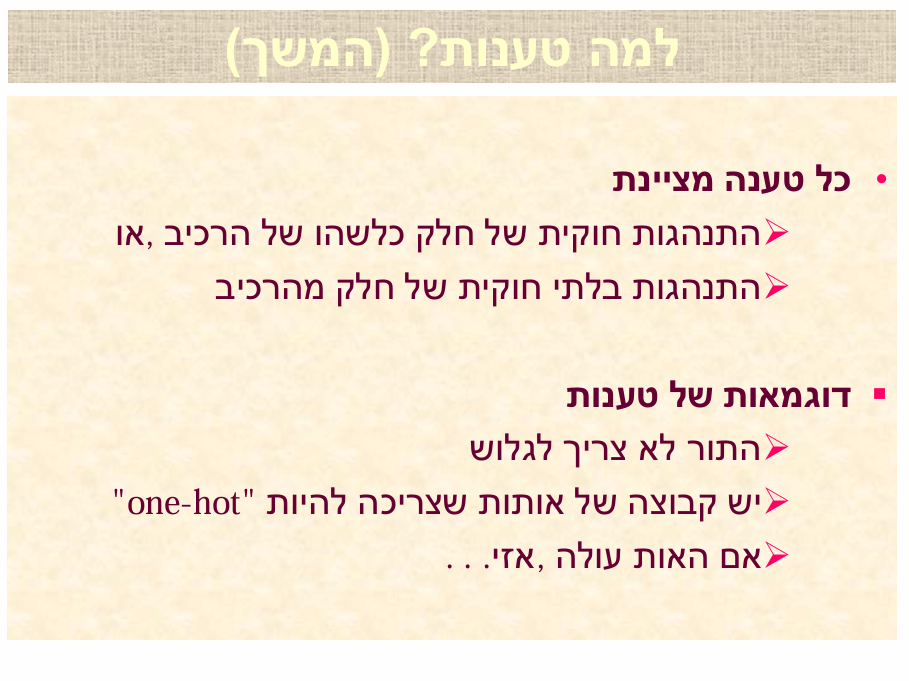 למה טענות? (המשך)
• כל טענה מציינת
➢ התנהגות חוקית של חלק כלשהו של הרכיב ,או
➢ התנהגות בלתי חוקית של חלק מהרכיב
▪ דוגמאות של טענות
➢ התור לא צריך לגלוש
➢ יש קבוצה של אותות שצריכה להיות "one-hot"
➢ אם האות עולה ,אזי. . .